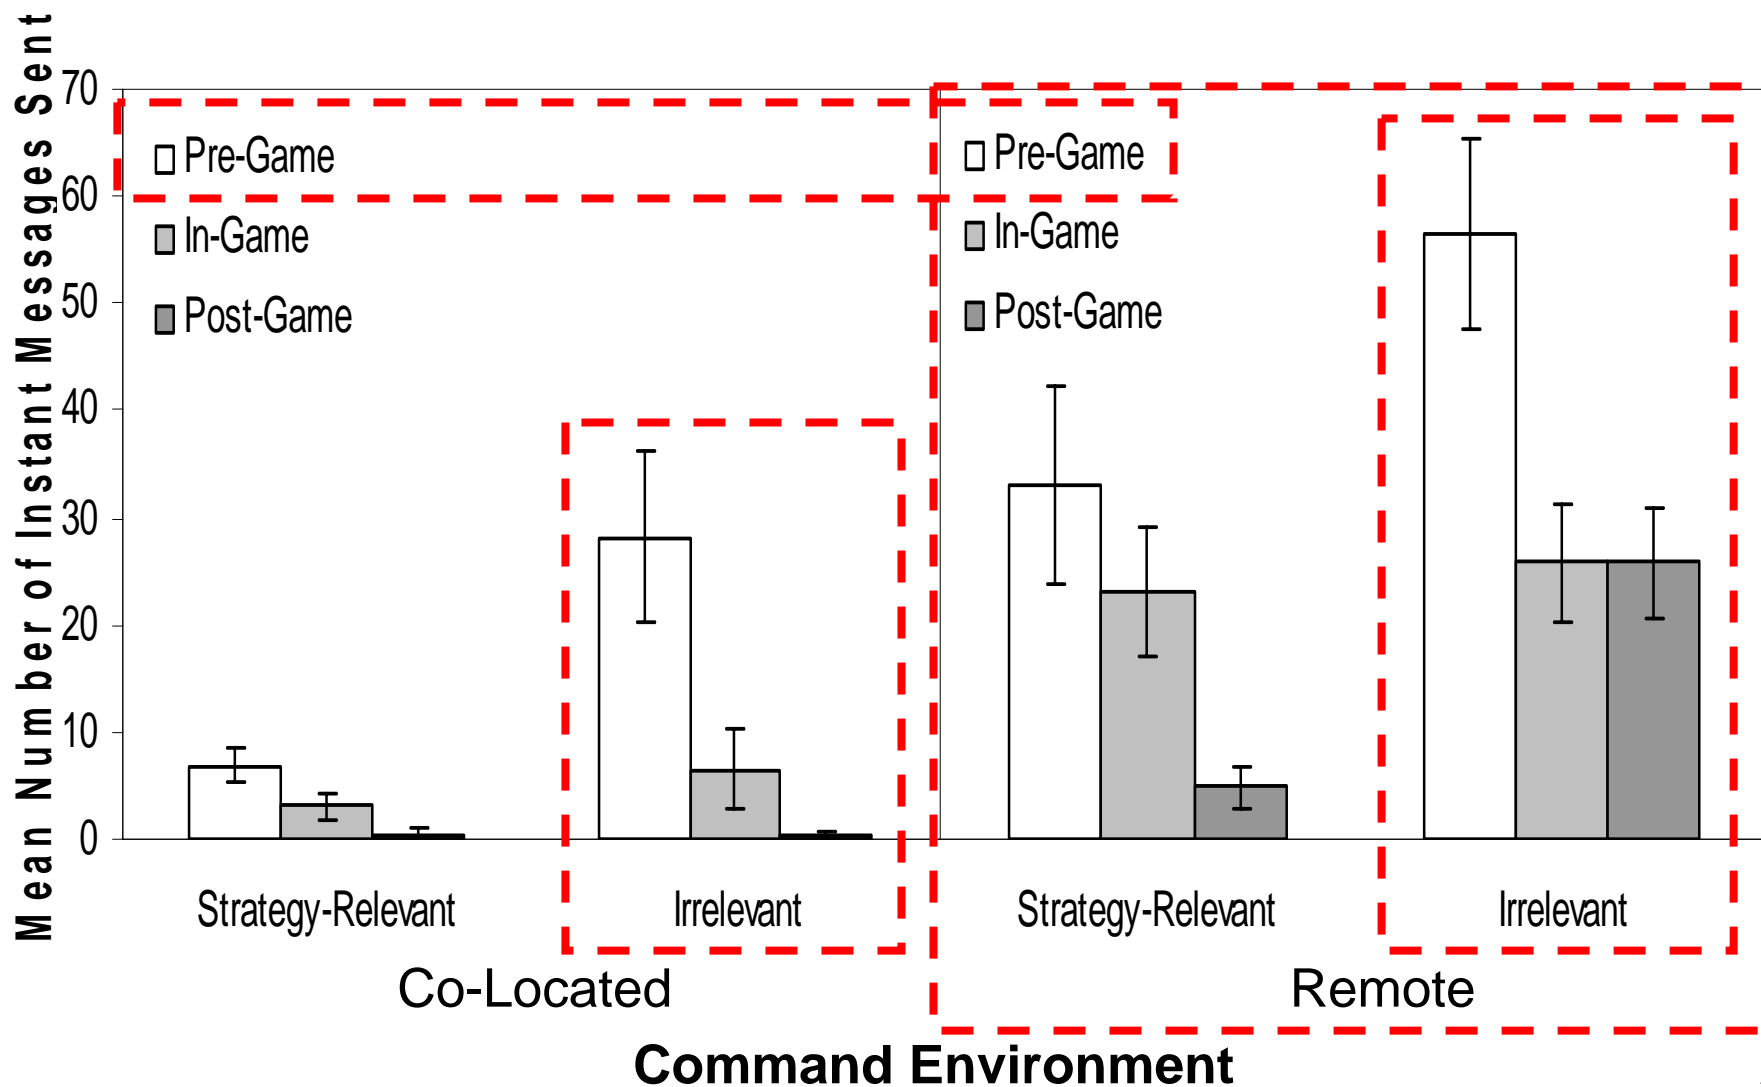 Mean Number of Instant Messages Sent
70
60
50
40
30
20
10
0
Pre-Game
In-Game
Post-Game
Pre-Game
In-Game
Post-Game
Strategy-Relevant
Irrelevant
Strategy-Relevant
Irrelevant
Co-Located
Remote
Command Environment